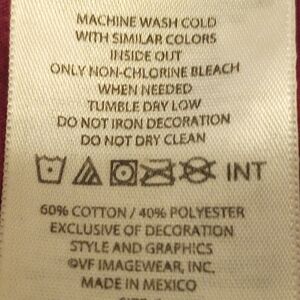 MACHINE WASH COLD
WITH SIMILAR COLORS
INSIDE OUT
ONLY NON-CHLORINE BLEACH
WHEN NEEDED
TUMBLE DRY LOW
DO NOT IRON DECORATION
DO NOT DRY CLEAN
INT
60% COTTON / 40% POLYESTER
EXCLUSIVE OF DECORATION
STYLE AND GRAPHICS
©VF IMAGEWEAR, INC.
MADE IN MEXICO